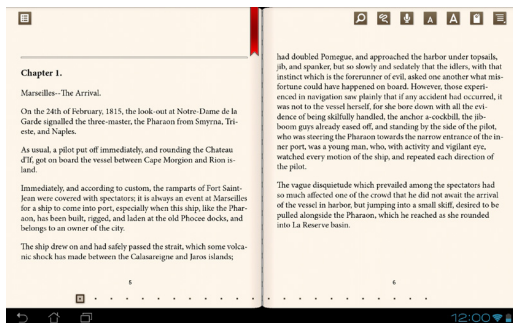 Chapter 1.
Marseilles--The Arrival.
On the 24th of February, 1815, the look-out at Notre-Dame de la
Garde signalled the three-master, the Pharaon from Smyrna, Tri-
este, and Naples.
As usual, a pilot put off immediately, and rounding the Chateau
d'If, got on board the vessel between Cape Morgion and Rion is-
land.
Immediately, and according to custom, the ramparts of Fort Saint-
Jean were covered with spectators; it is always an event at Marseilles
for a ship to come into port, especially when this ship, like the Phar-
aon, has been built, rigged, and laden at the old Phocee docks, and
belongs to an owner of the city.
The ship drew on and had safely passed the strait, which some volca-
nic shock has made between the Calasareigne and Jaros islands;
5
had doubled Pomegue, and approached the harbor under topsails,
jib, and spanker, but so slowly and sedately that the idlers, with that
instinct which is the forerunner of evil, asked one another what mis-
fortune could have happened on board. However, those experi-
enced in navigation saw plainly that if any accident had occurred, it
was not to the vessel herself, for she bore down with all the evi-
dence of being skilfully handled, the anchor a-cockbill, the jib-
boom guys already eased off, and standing by the side of the pilot,
who was steering the Pharaon towards the narrow entrance of the in-
ner port, was a young man, who, with activity and vigilant eye,
watched every motion of the ship, and repeated each direction of
the pilot.
The vague disquietude which prevailed among the spectators had
so much affected one of the crowd that he did not await the arrival
of the vessel in harbor, but jumping into a small skiff, desired to be
pulled alongside the Pharaon, which he reached as she rounded
into La Reserve basin.
6
A A
12:00